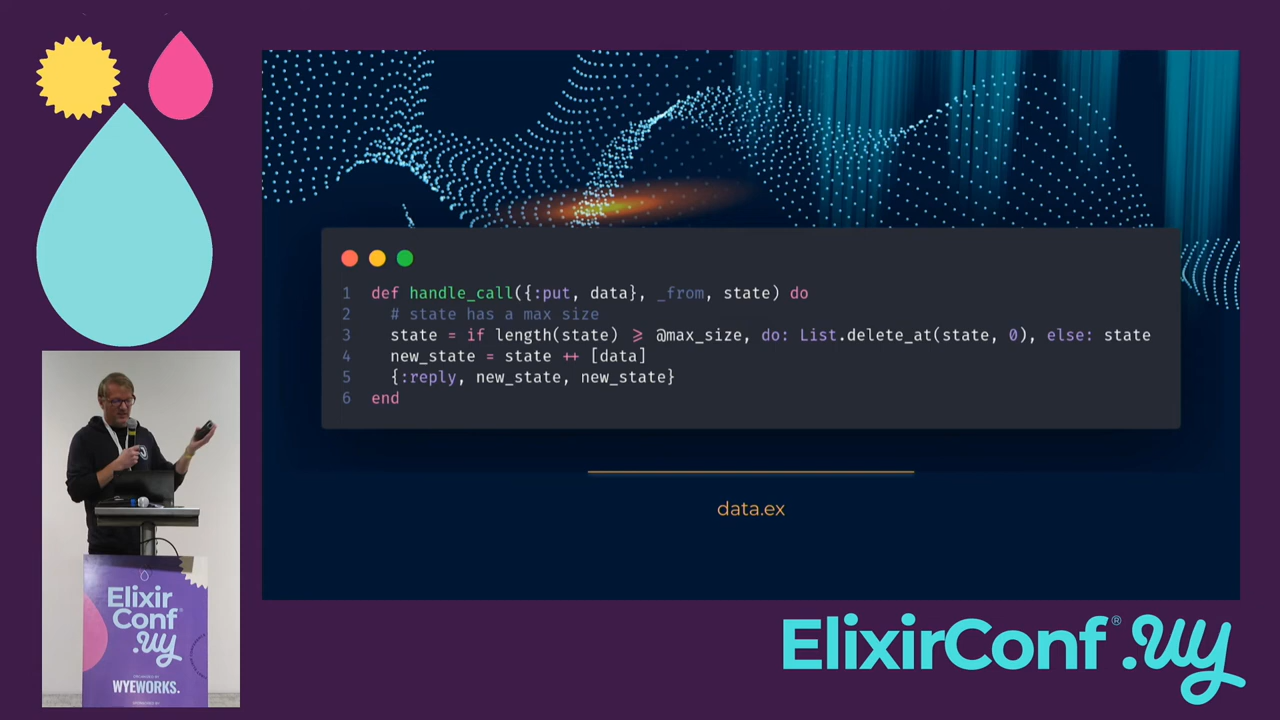 1 def handle_call({:put, data}, _from, state) do
2 # state has a max size
3 state = if length(state) >= @max_size, do: List.delete_at(state, 0), else: state
4 new_state = state ++ [data]
5 {:reply, new_state, new_state}
6 end
data.ex
Elixir
Conf®
.uy
WYEWORKS.
ElixirConf® .uy